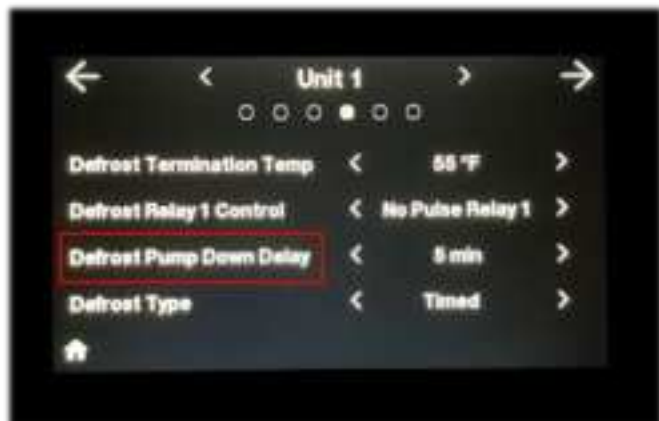 Unit 1
Defrost Termination Temp 55 °F
Defrost Relay 1 Control No Pulse Relay 1
Defrost Pump Down Delay 5 min
Defrost Type Timed